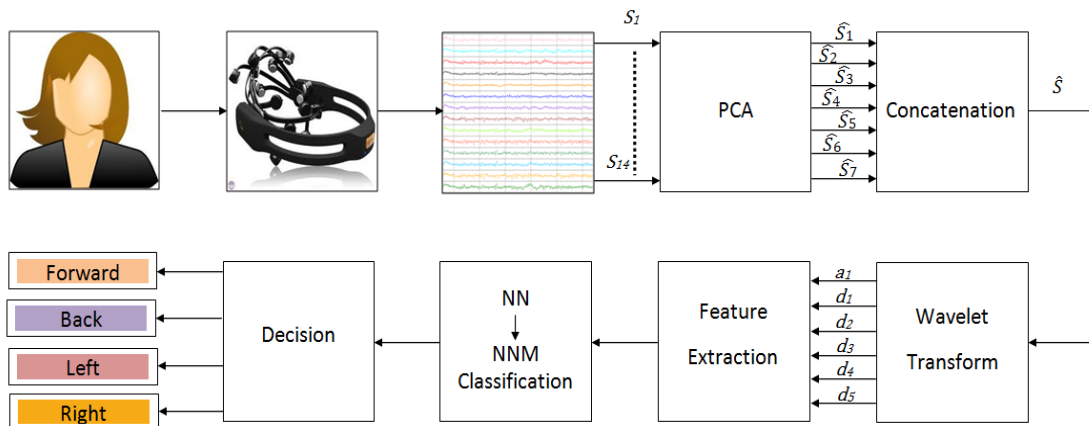 S1
S14
PCA
Ŝ1
Ŝ2
Ŝ3
Ŝ4
Ŝ5
Ŝ6
Ŝ7
Concatenation
Ŝ
Forward
Back
Left
Right
Decision
NN
NNM
Classification
Feature
Extraction
a1
d1
d2
d3
d4
d5
Wavelet
Transform